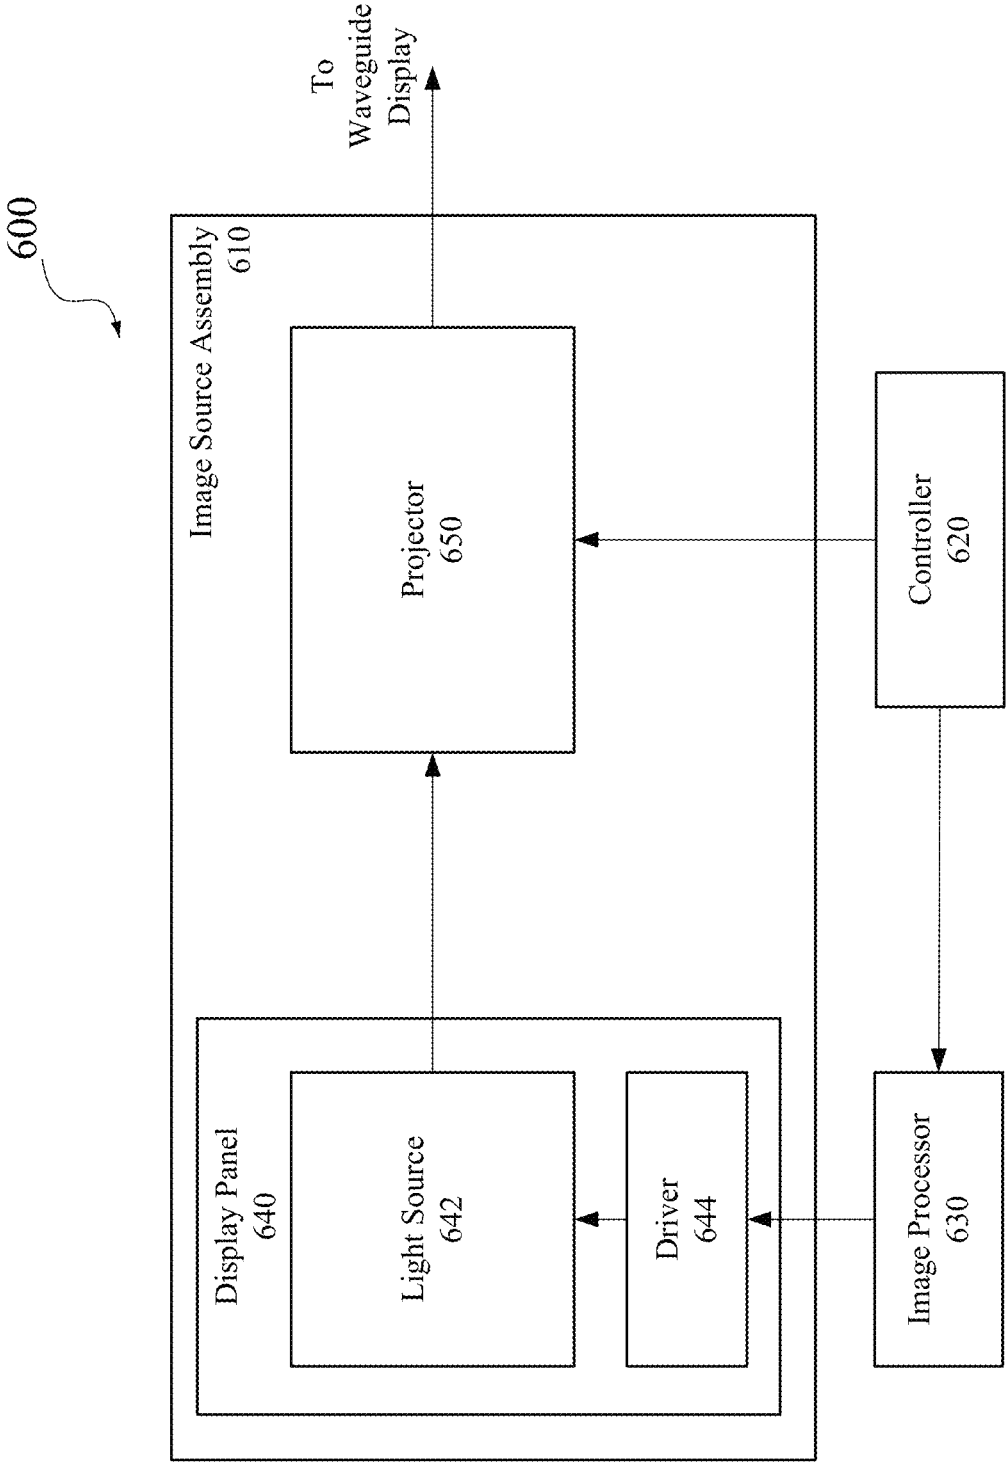 600
To
Waveguide
Display
Image Source Assembly
610
Display Panel
640
Light Source
642
Projector
650
Driver
644
Image Processor
630
Controller
620